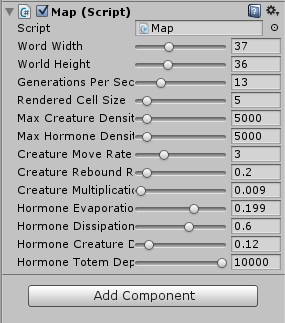 Map (Script)
Script Map
Word Width 37
World Height 36
Generations Per Sec 13
Rendered Cell Size 5
Max Creature Densit 5000
Max Hormone Densit 5000
Creature Move Rate 3
Creature Rebound R 0.2
Creature Multiplicatio 0.009
Hormone Evaporatio 0.199
Hormone Dissipation 0.6
Hormone Creature D 0.12
Hormone Totem Dep 10000
Add Component